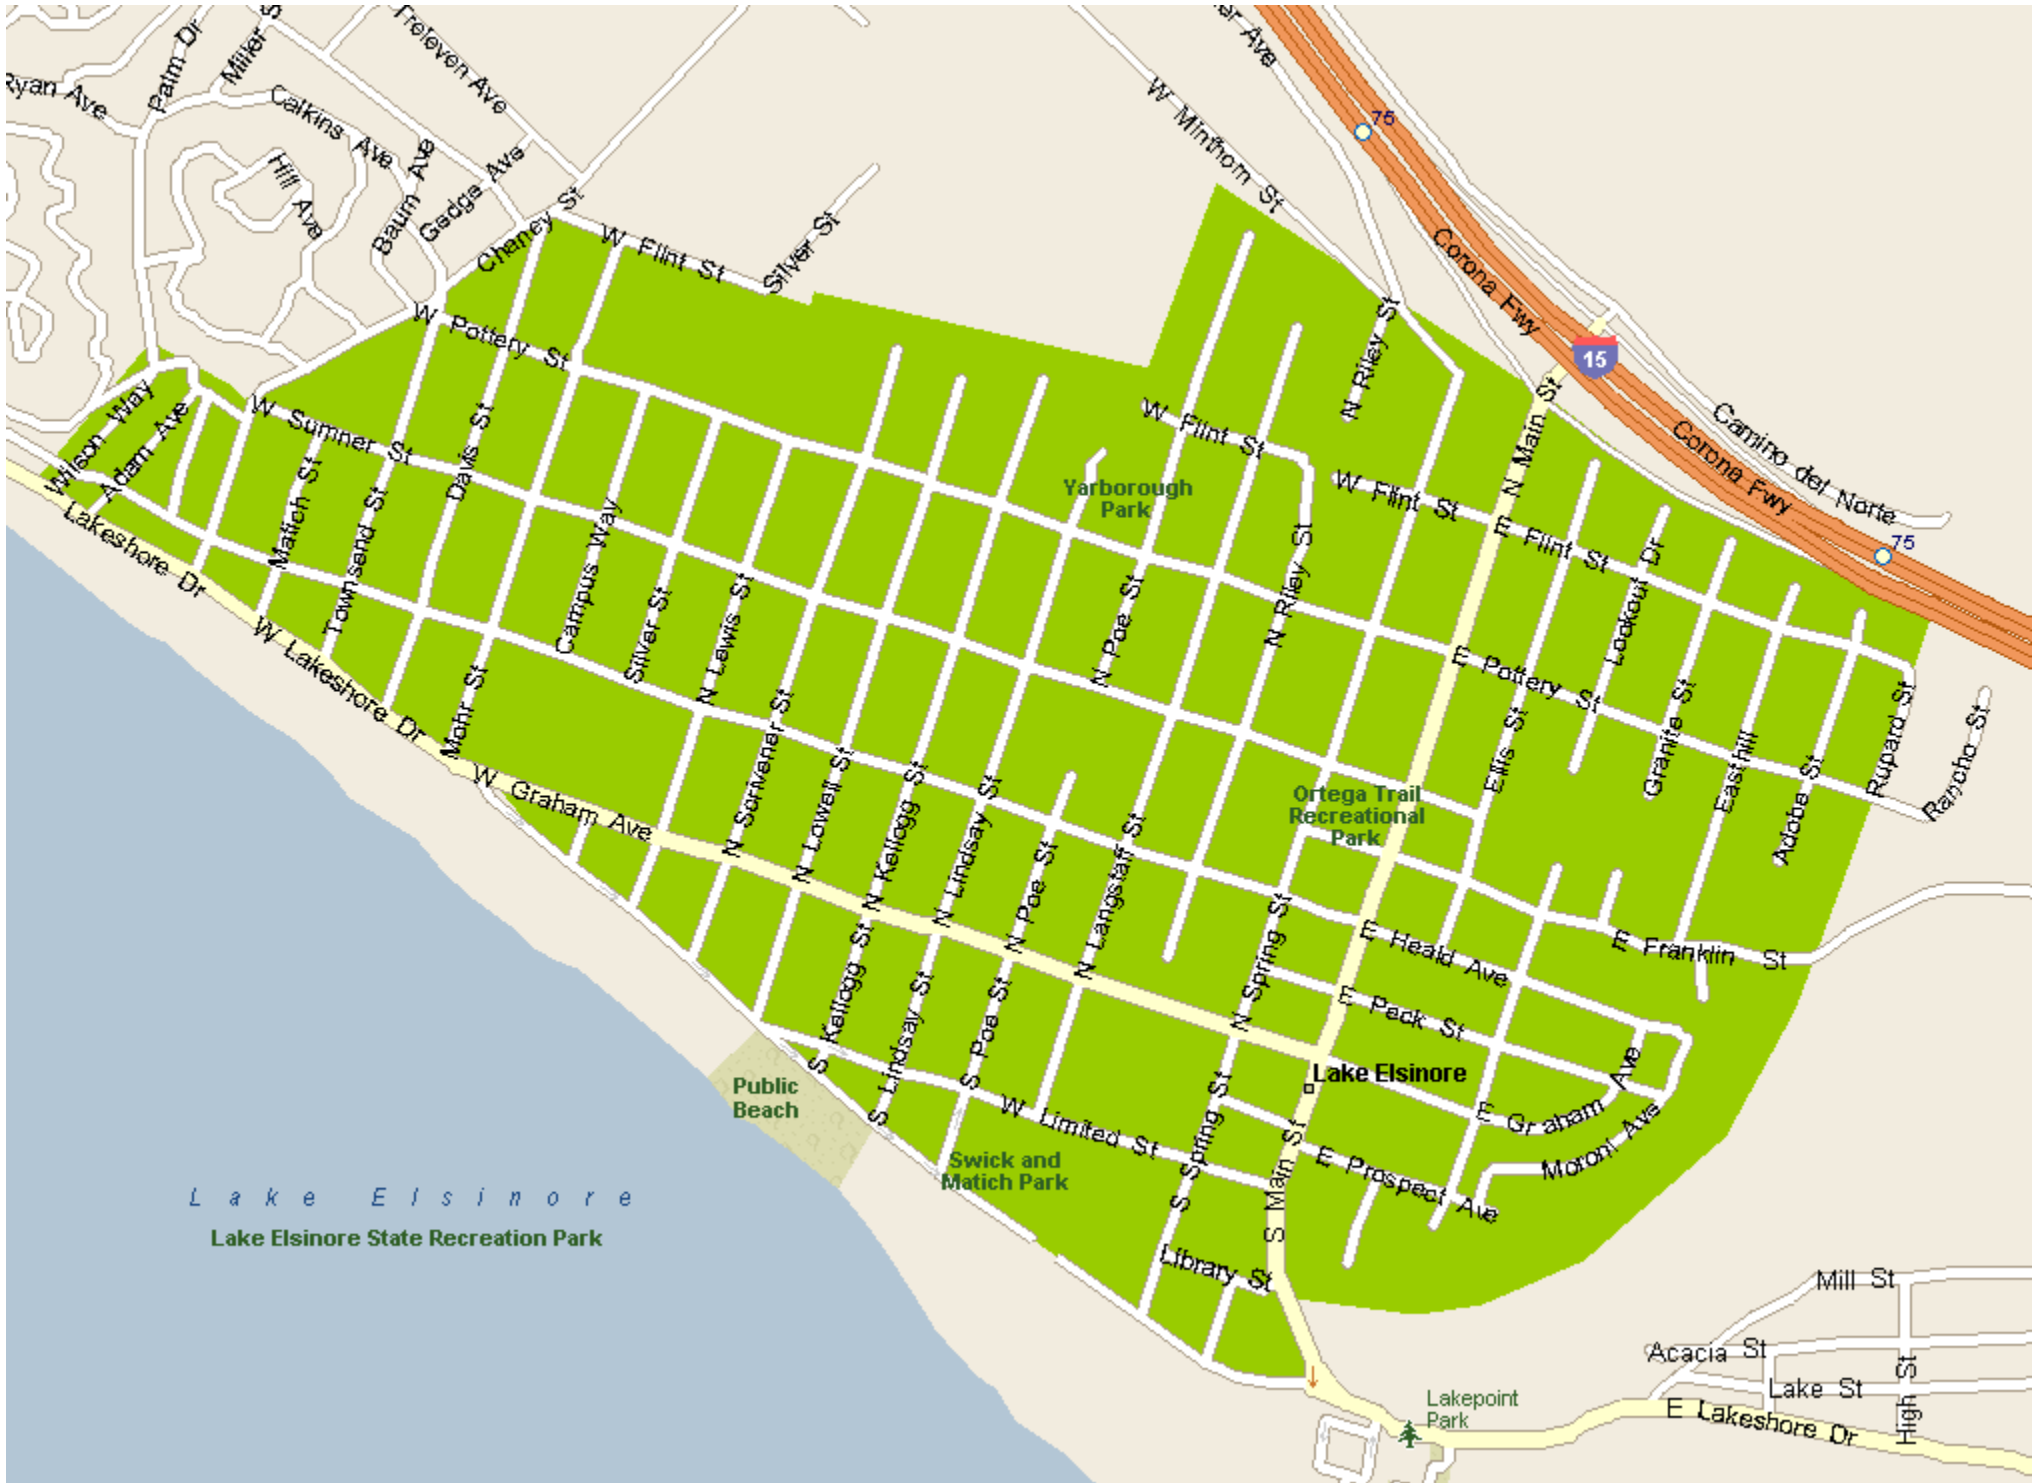 Ryan Ave
Palm Dr
Miller S
Treleven Ave
Calkins Ave
Hill Ave
Baum Ave
Gedge Ave
Chaney St
W Flint St
Silver St
W Minthorn St
er Ave
75
Corona Fwy
15
Camino del Norte
Corona Fwy
75
W Pottery St
W Sumner St
Wilson Way
Adam Ave
Matich St
Townsend St
Davis St
Lakeshore Dr
W Lakeshore Dr
Mohr St
Campus Way
Silver St
N Lewis St
N Scrivener St
N Lowell St
N Kellogg St
N Lindsay St
N Poe St
N Langstaff St
N Poe St
Yarborough
Park
W Flint St
N Riley St
N Riley St
W Flint St
N Main St
E Flint St
Lookout Dr
E Pottery St
Ellis St
Granite St
Easthill
Adobe St
Rupard St
Rancho St
Ortega Trail
Recreational
Park
W Graham Ave
N Spring St
E Heald Ave
E Franklin St
E Peck St
Lake Elsinore
E Graham Ave
Moroni Ave
E Prospect Ave
S Kellogg St
S Lindsay St
S Poe St
W Limited St
S Spring St
S Main St
Library St
Public
Beach
Swick and
Matich Park
Lake Elsinore
Lake Elsinore State Recreation Park
Lakepoint
Park
Mill St
Acacia St
Lake St
High St
E Lakeshore Dr